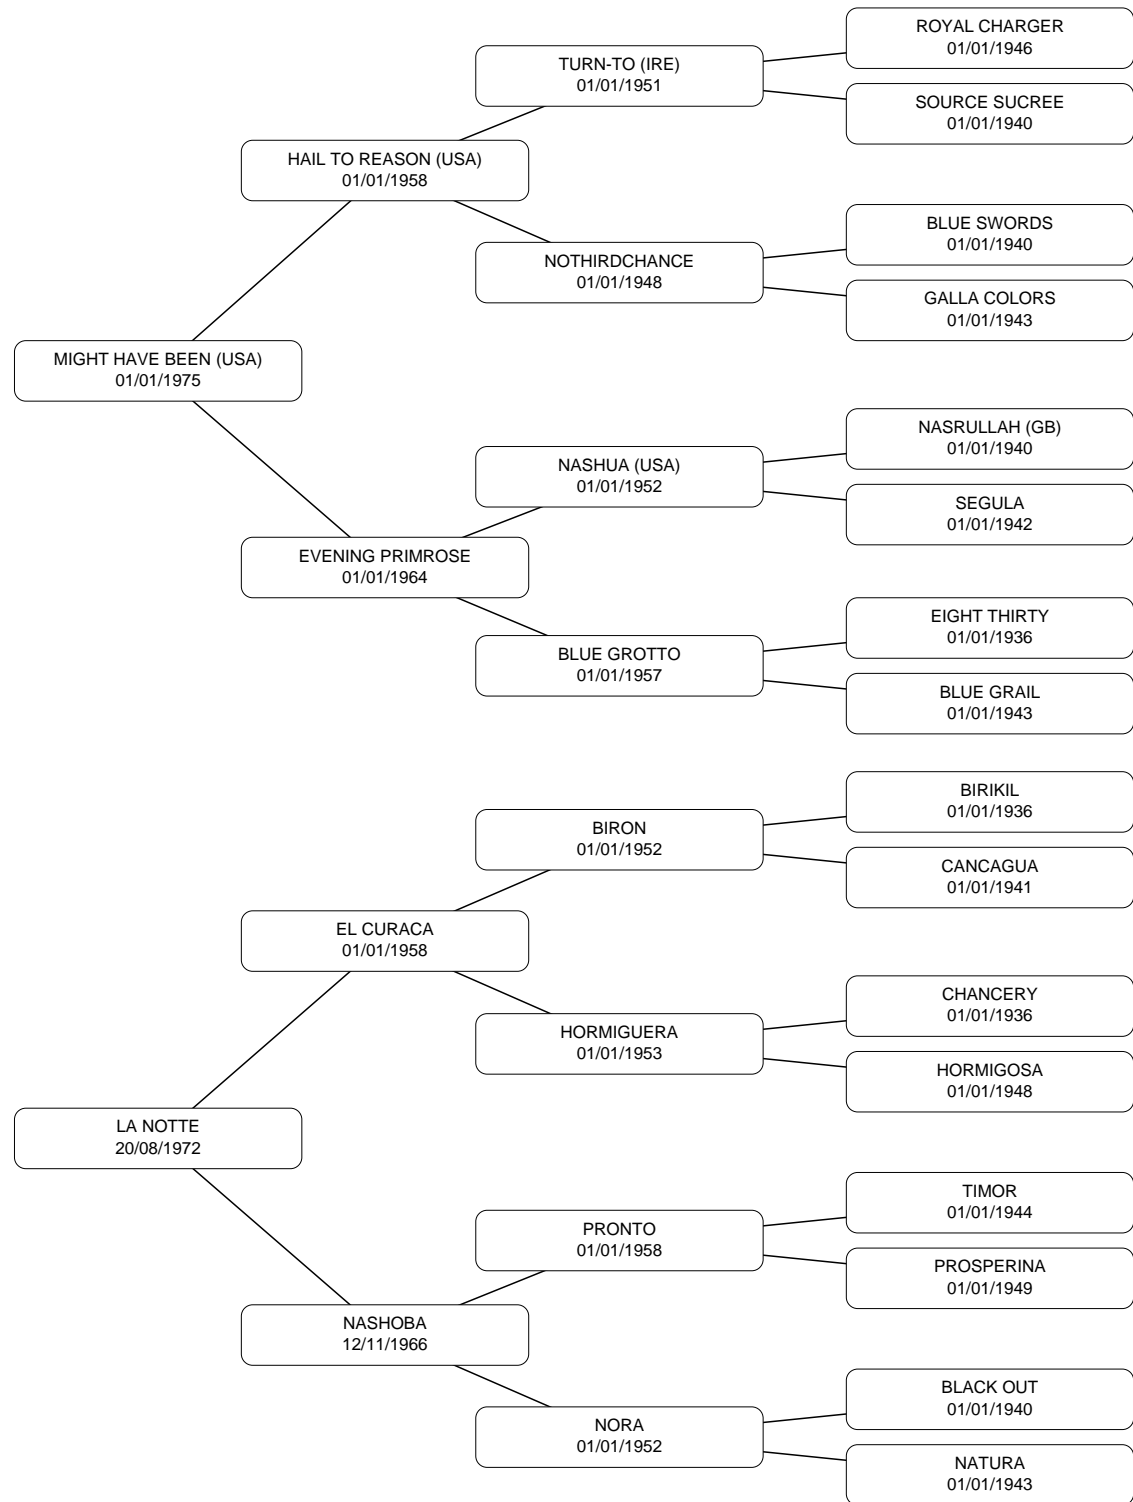 ROYAL CHARGER
01/01/1946
TURN-TO (IRE)
01/01/1951
SOURCE SUCREE
01/01/1940
HAIL TO REASON (USA)
01/01/1958
BLUE SWORDS
01/01/1940
NOTHIRDCHANCE
01/01/1948
GALLA COLORS
01/01/1943
MIGHT HAVE BEEN (USA)
01/01/1975
NASRULLAH (GB)
01/01/1940
NASHUA (USA)
01/01/1952
SEGULA
01/01/1942
EVENING PRIMROSE
01/01/1964
EIGHT THIRTY
01/01/1936
BLUE GROTTO
01/01/1957
BLUE GRAIL
01/01/1943
BIRIKIL
01/01/1936
BIRON
01/01/1952
CANCAGUA
01/01/1941
EL CURACA
01/01/1958
CHANCERY
01/01/1936
HORMIGUERA
01/01/1953
HORMIGOSA
01/01/1948
LA NOTTE
20/08/1972
TIMOR
01/01/1944
PRONTO
01/01/1958
PROSPERINA
01/01/1949
NASHOBA
12/11/1966
BLACK OUT
01/01/1940
NORA
01/01/1952
NATURA
01/01/1943